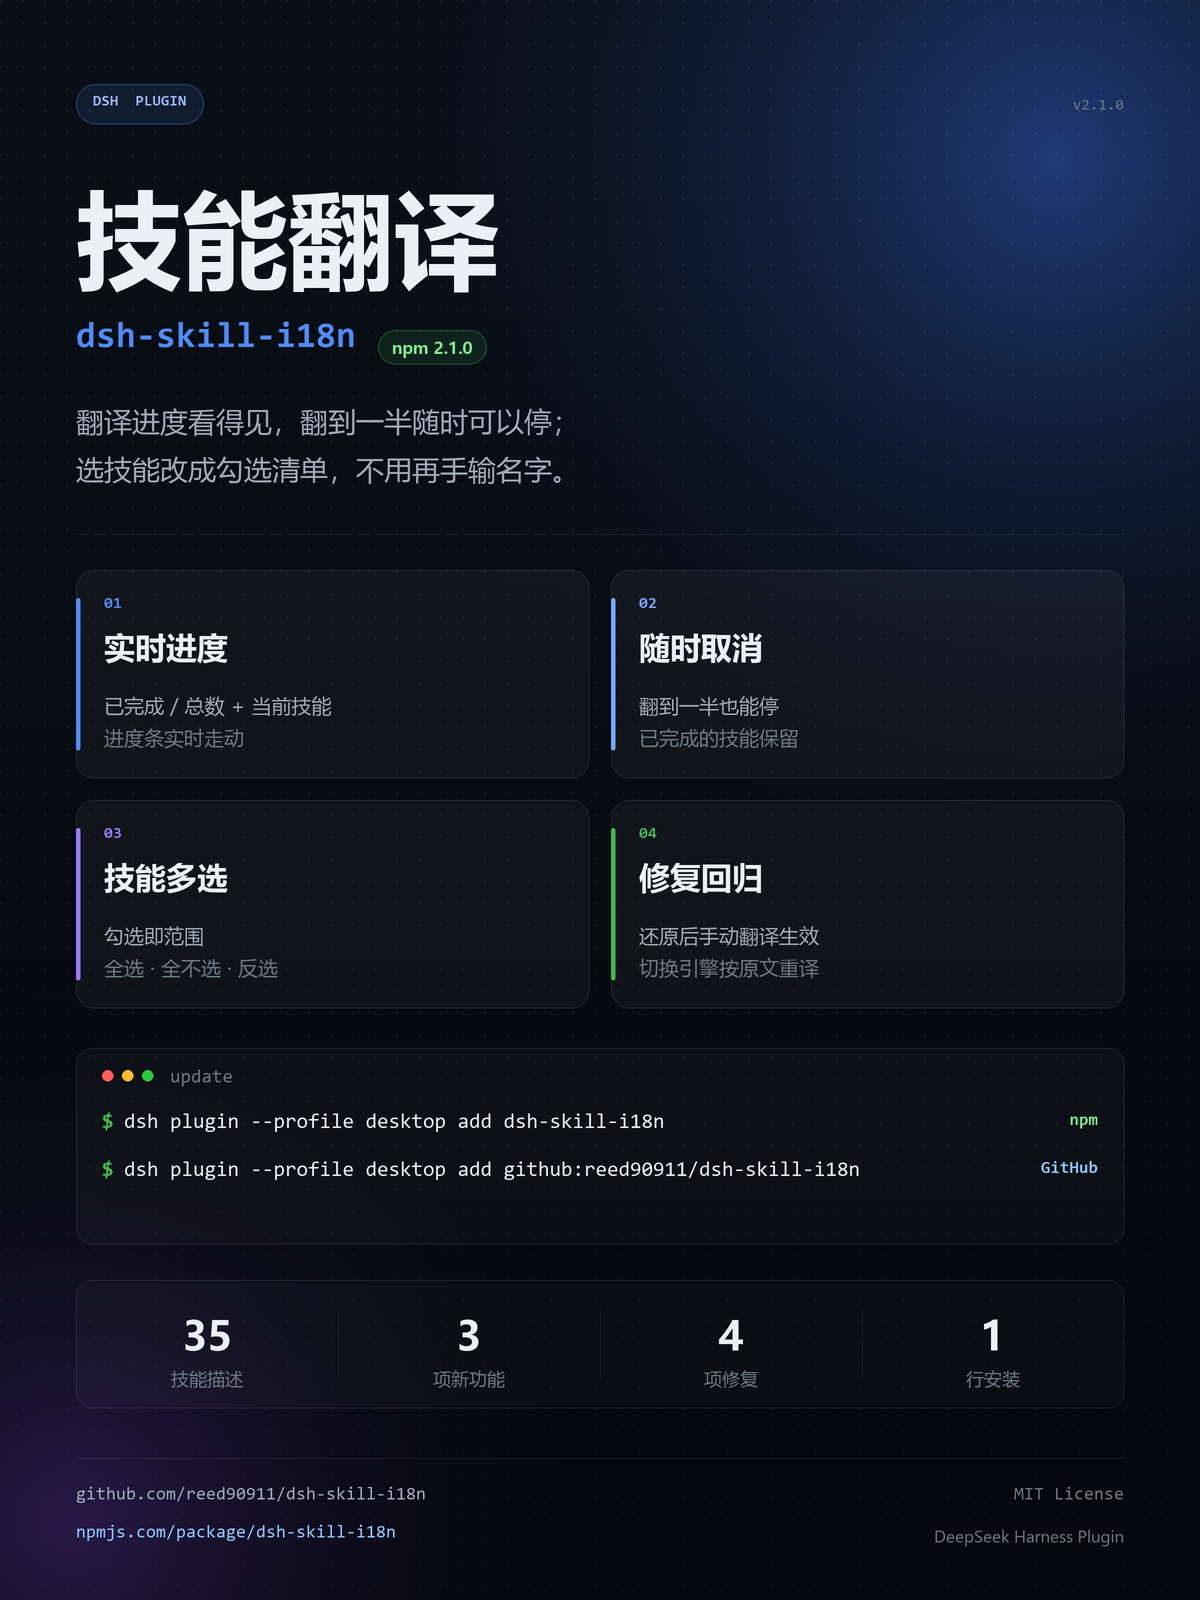 DSH PLUGIN
v2.1.0
技能翻译
dsh-skill-i18n
npm 2.1.0
翻译进度看得见，翻到一半随时可以停；
选技能改成勾选清单，不用再手输名字。
01
实时进度
已完成 / 总数 + 当前技能
进度条实时走动
02
随时取消
翻到一半也能停
已完成的技能保留
03
技能多选
勾选即范围
全选 · 全不选 · 反选
04
修复回归
还原后手动翻译生效
切换引擎按原文重译
update
$ dsh plugin --profile desktop add dsh-skill-i18n
npm
$ dsh plugin --profile desktop add github:reed90911/dsh-skill-i18n
GitHub
35
技能描述
3
项新功能
4
项修复
1
行安装
github.com/reed90911/dsh-skill-i18n
MIT License
npmjs.com/package/dsh-skill-i18n
DeepSeek Harness Plugin